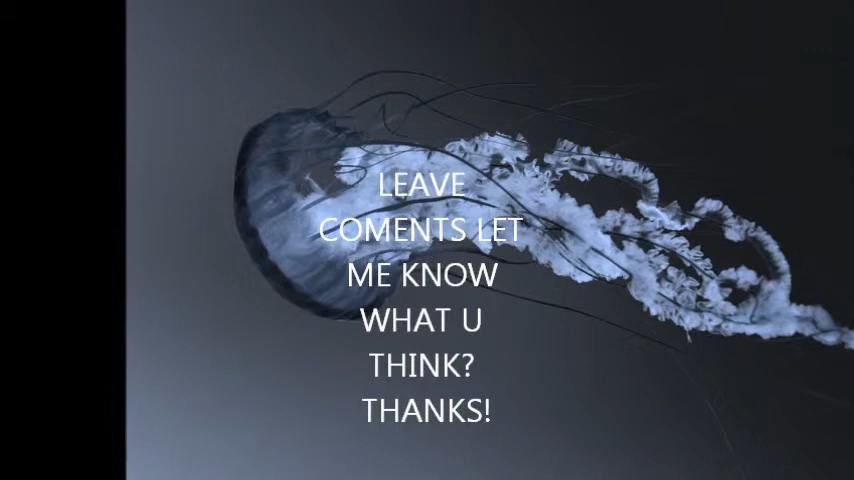 LEAVE
COMENTS LET
ME KNOW
WHAT U
THINK?
THANKS!